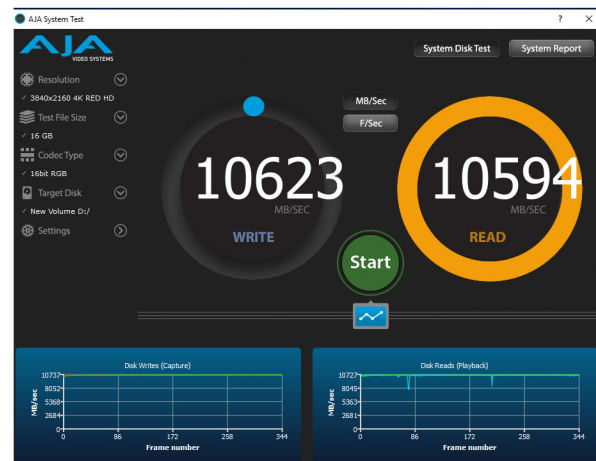 AJA System Test
? ×
AJA
VIDEO SYSTEMS
System Disk Test
System Report
Resolution
✓ 3840x2160 4K RED HD
Test File Size
✓ 16 GB
Codec Type
✓ 16bit RGB
Target Disk
✓ New Volume D:/
Settings
MB/Sec
F/Sec
10623
MB/SEC
WRITE
10594
MB/SEC
READ
Start
Disk Writes (Capture)
MB/sec
10737
8052
5368
2684
0
0 86 172 258 344
Frame number
Disk Reads (Playback)
MB/sec
10727
8045
5363
2681
0
0 86 172 258 344
Frame number